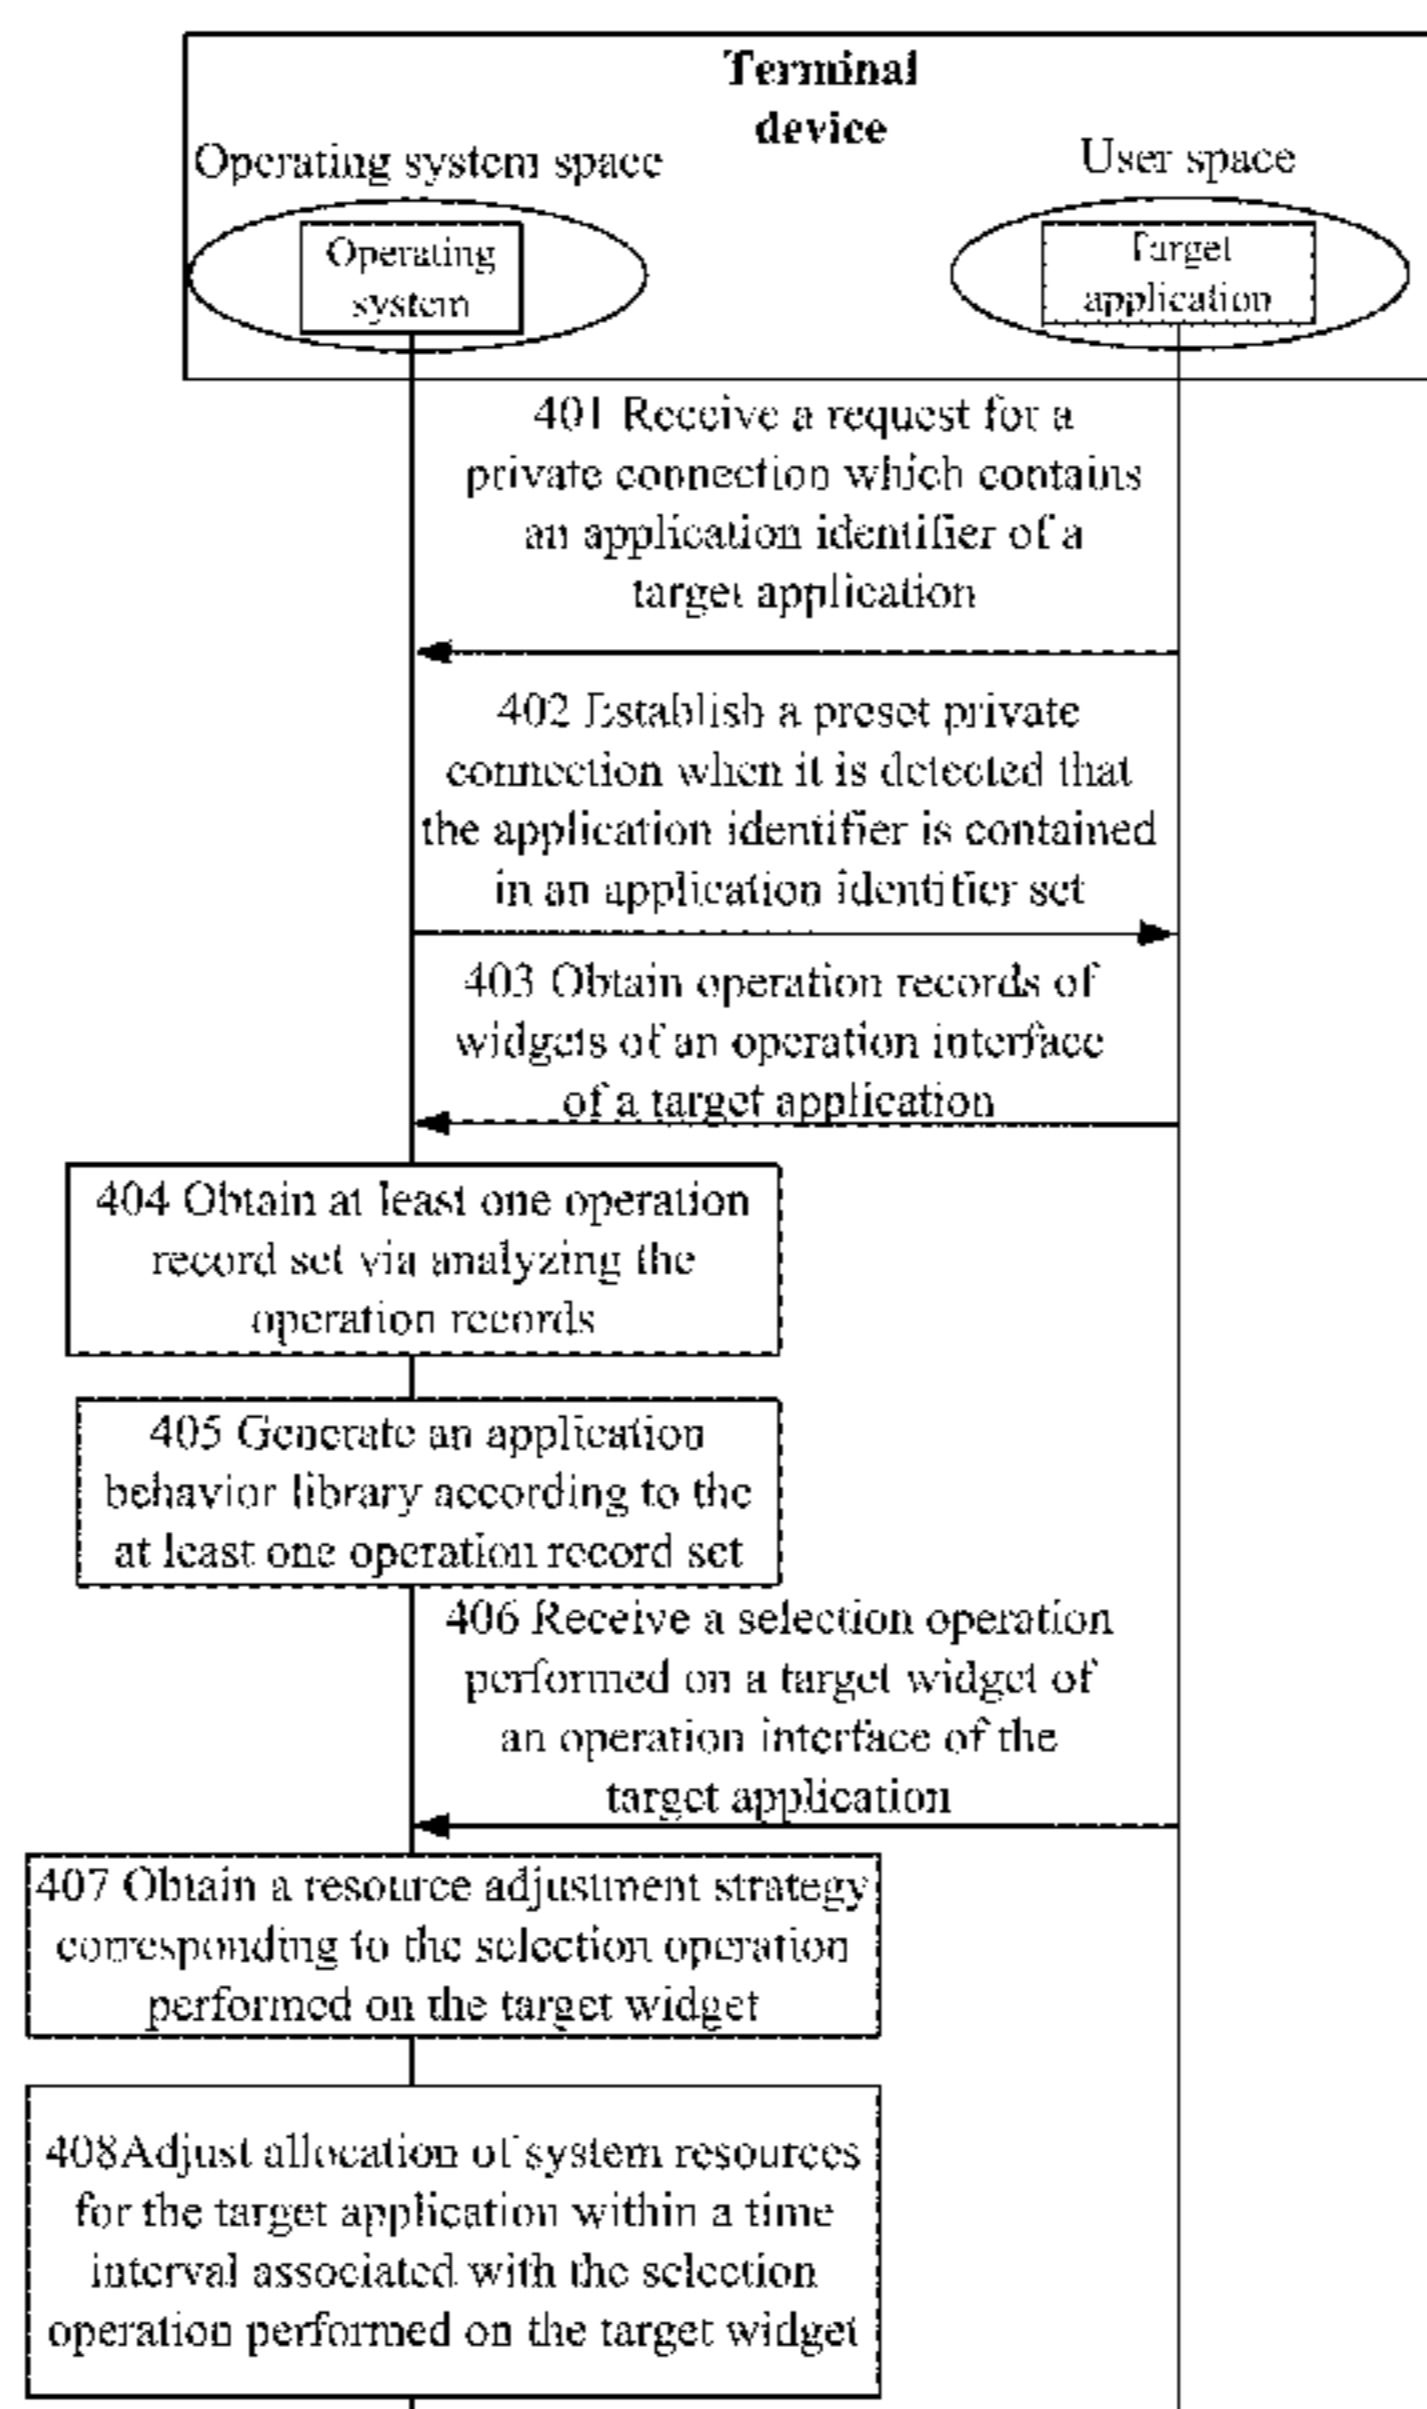 Terminal
device
Operating system space
User space
Operating
system
Target
application
401 Receive a request for a
private connection which contains
an application identifier of a
target application
402 Establish a preset private
connection when it is detected that
the application identifier is contained
in an application identifier set
403 Obtain operation records of
widgets of an operation interface
of a target application
404 Obtain at least one operation
record set via analyzing the
operation records
405 Generate an application
behavior library according to the
at least one operation record set
406 Receive a selection operation
performed on a target widget of
an operation interface of the
target application
407 Obtain a resource adjustment strategy
corresponding to the selection operation
performed on the target widget
408Adjust allocation of system resources
for the target application within a time
interval associated with the selection
operation performed on the target widget